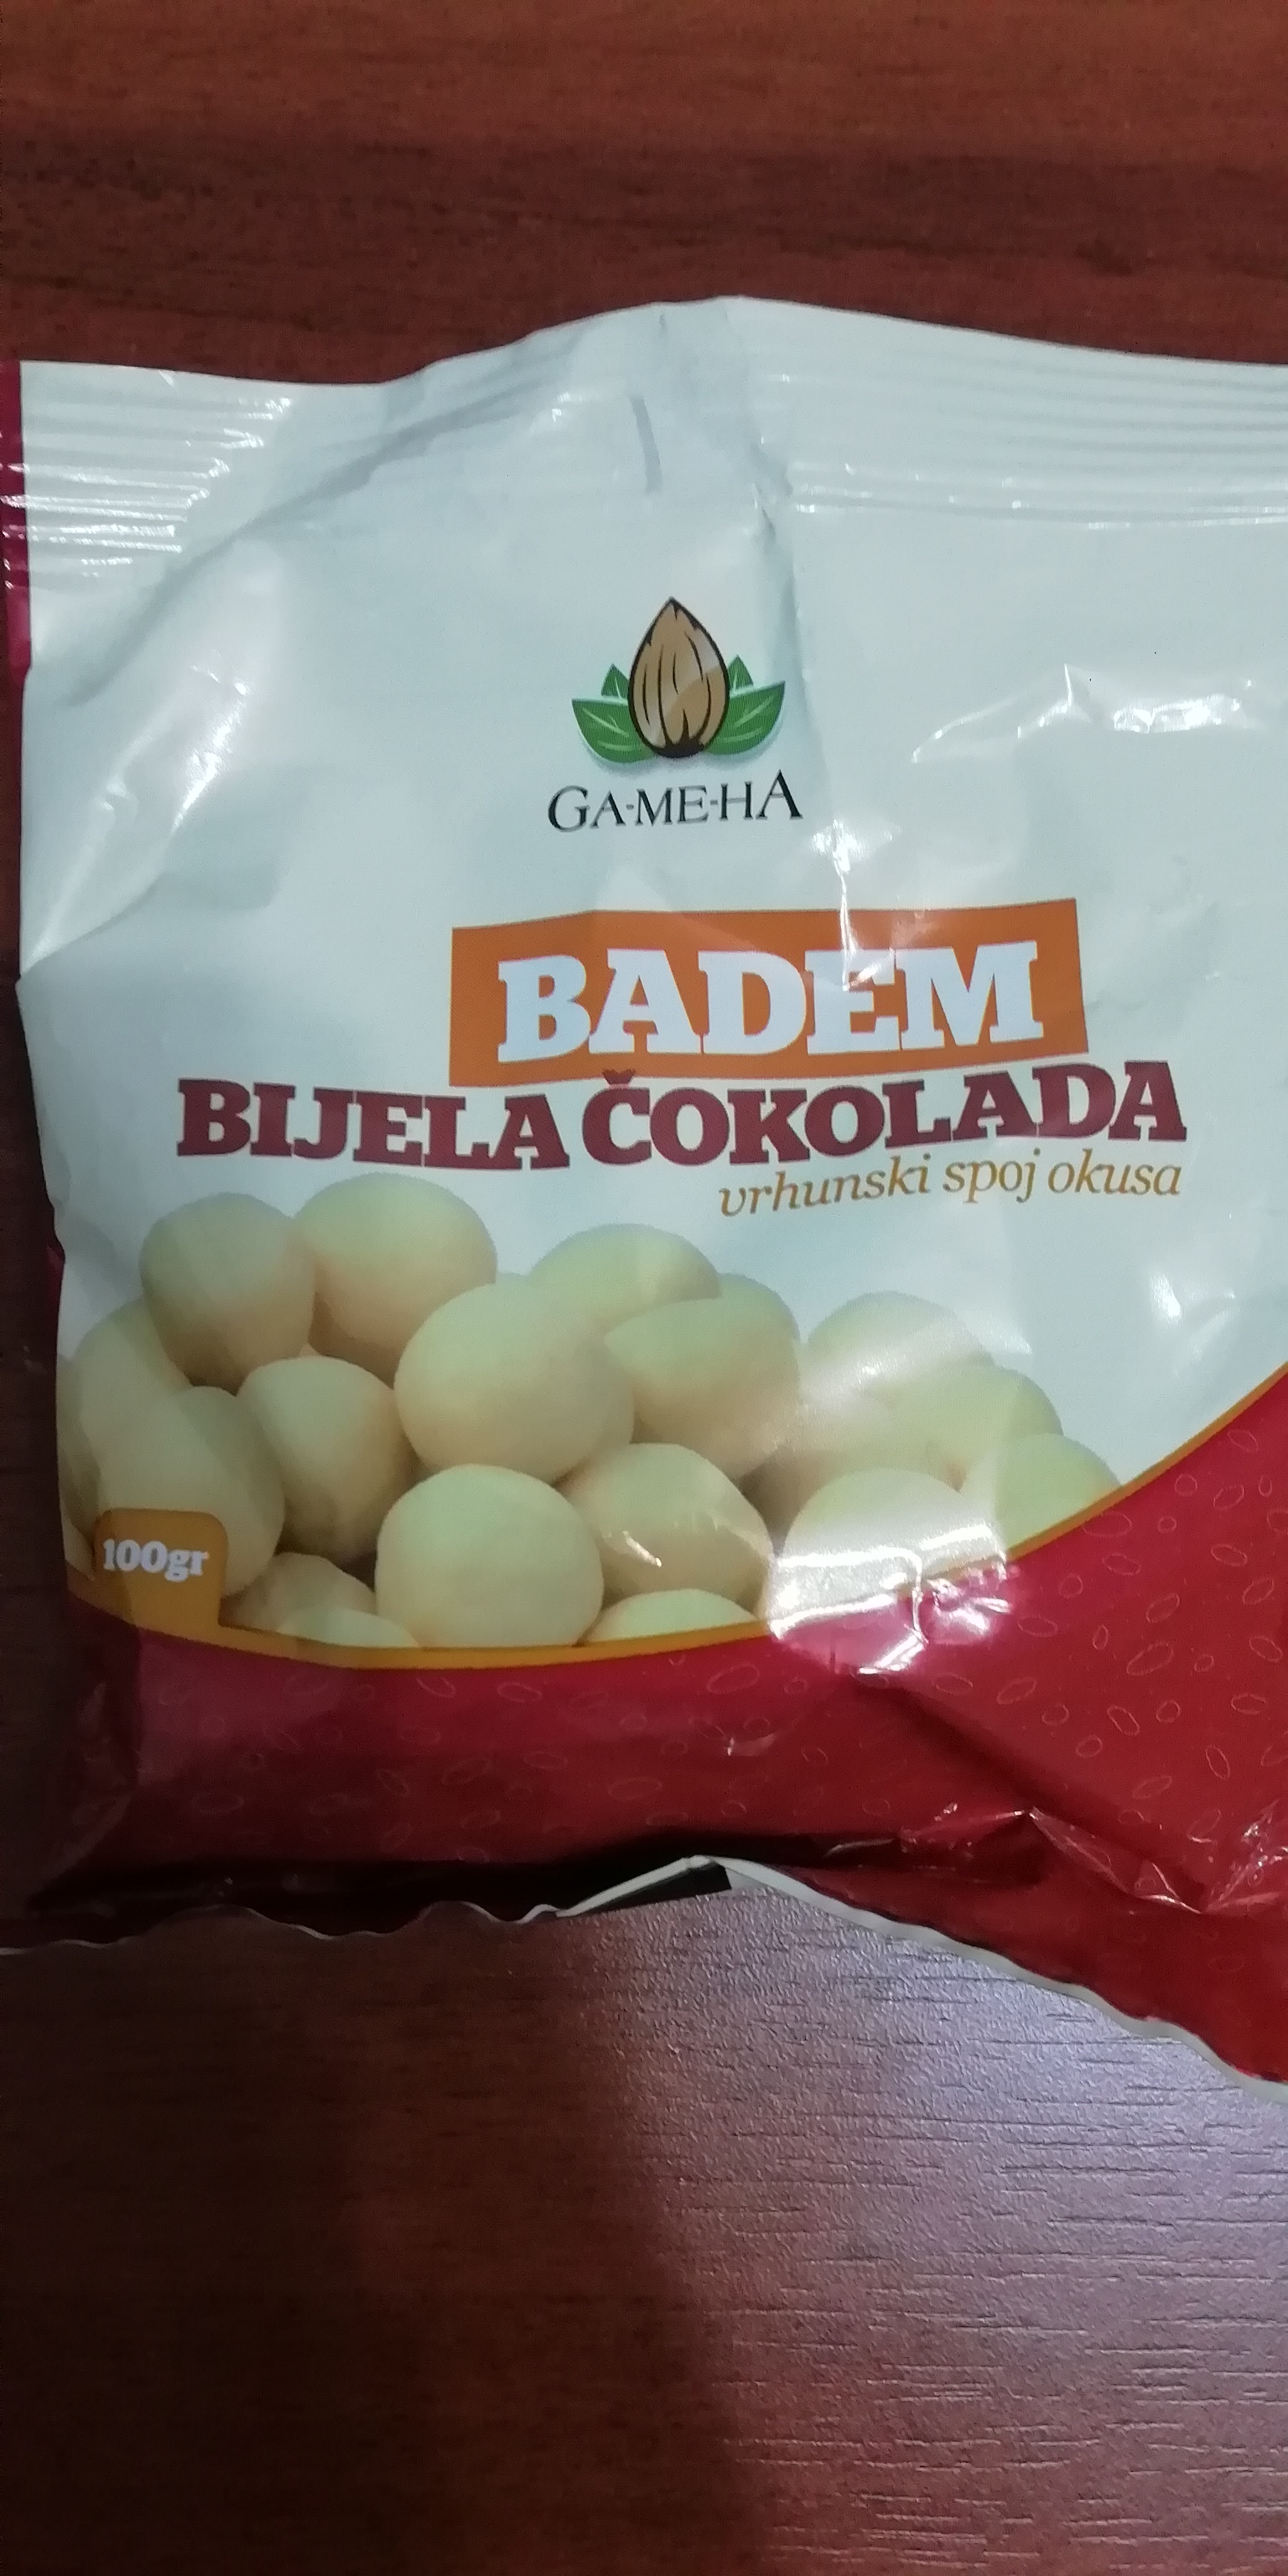 GA-ME-HA
BADEM
BIJELA ČOKOLADA
vrhunski spoj okusa
100gr